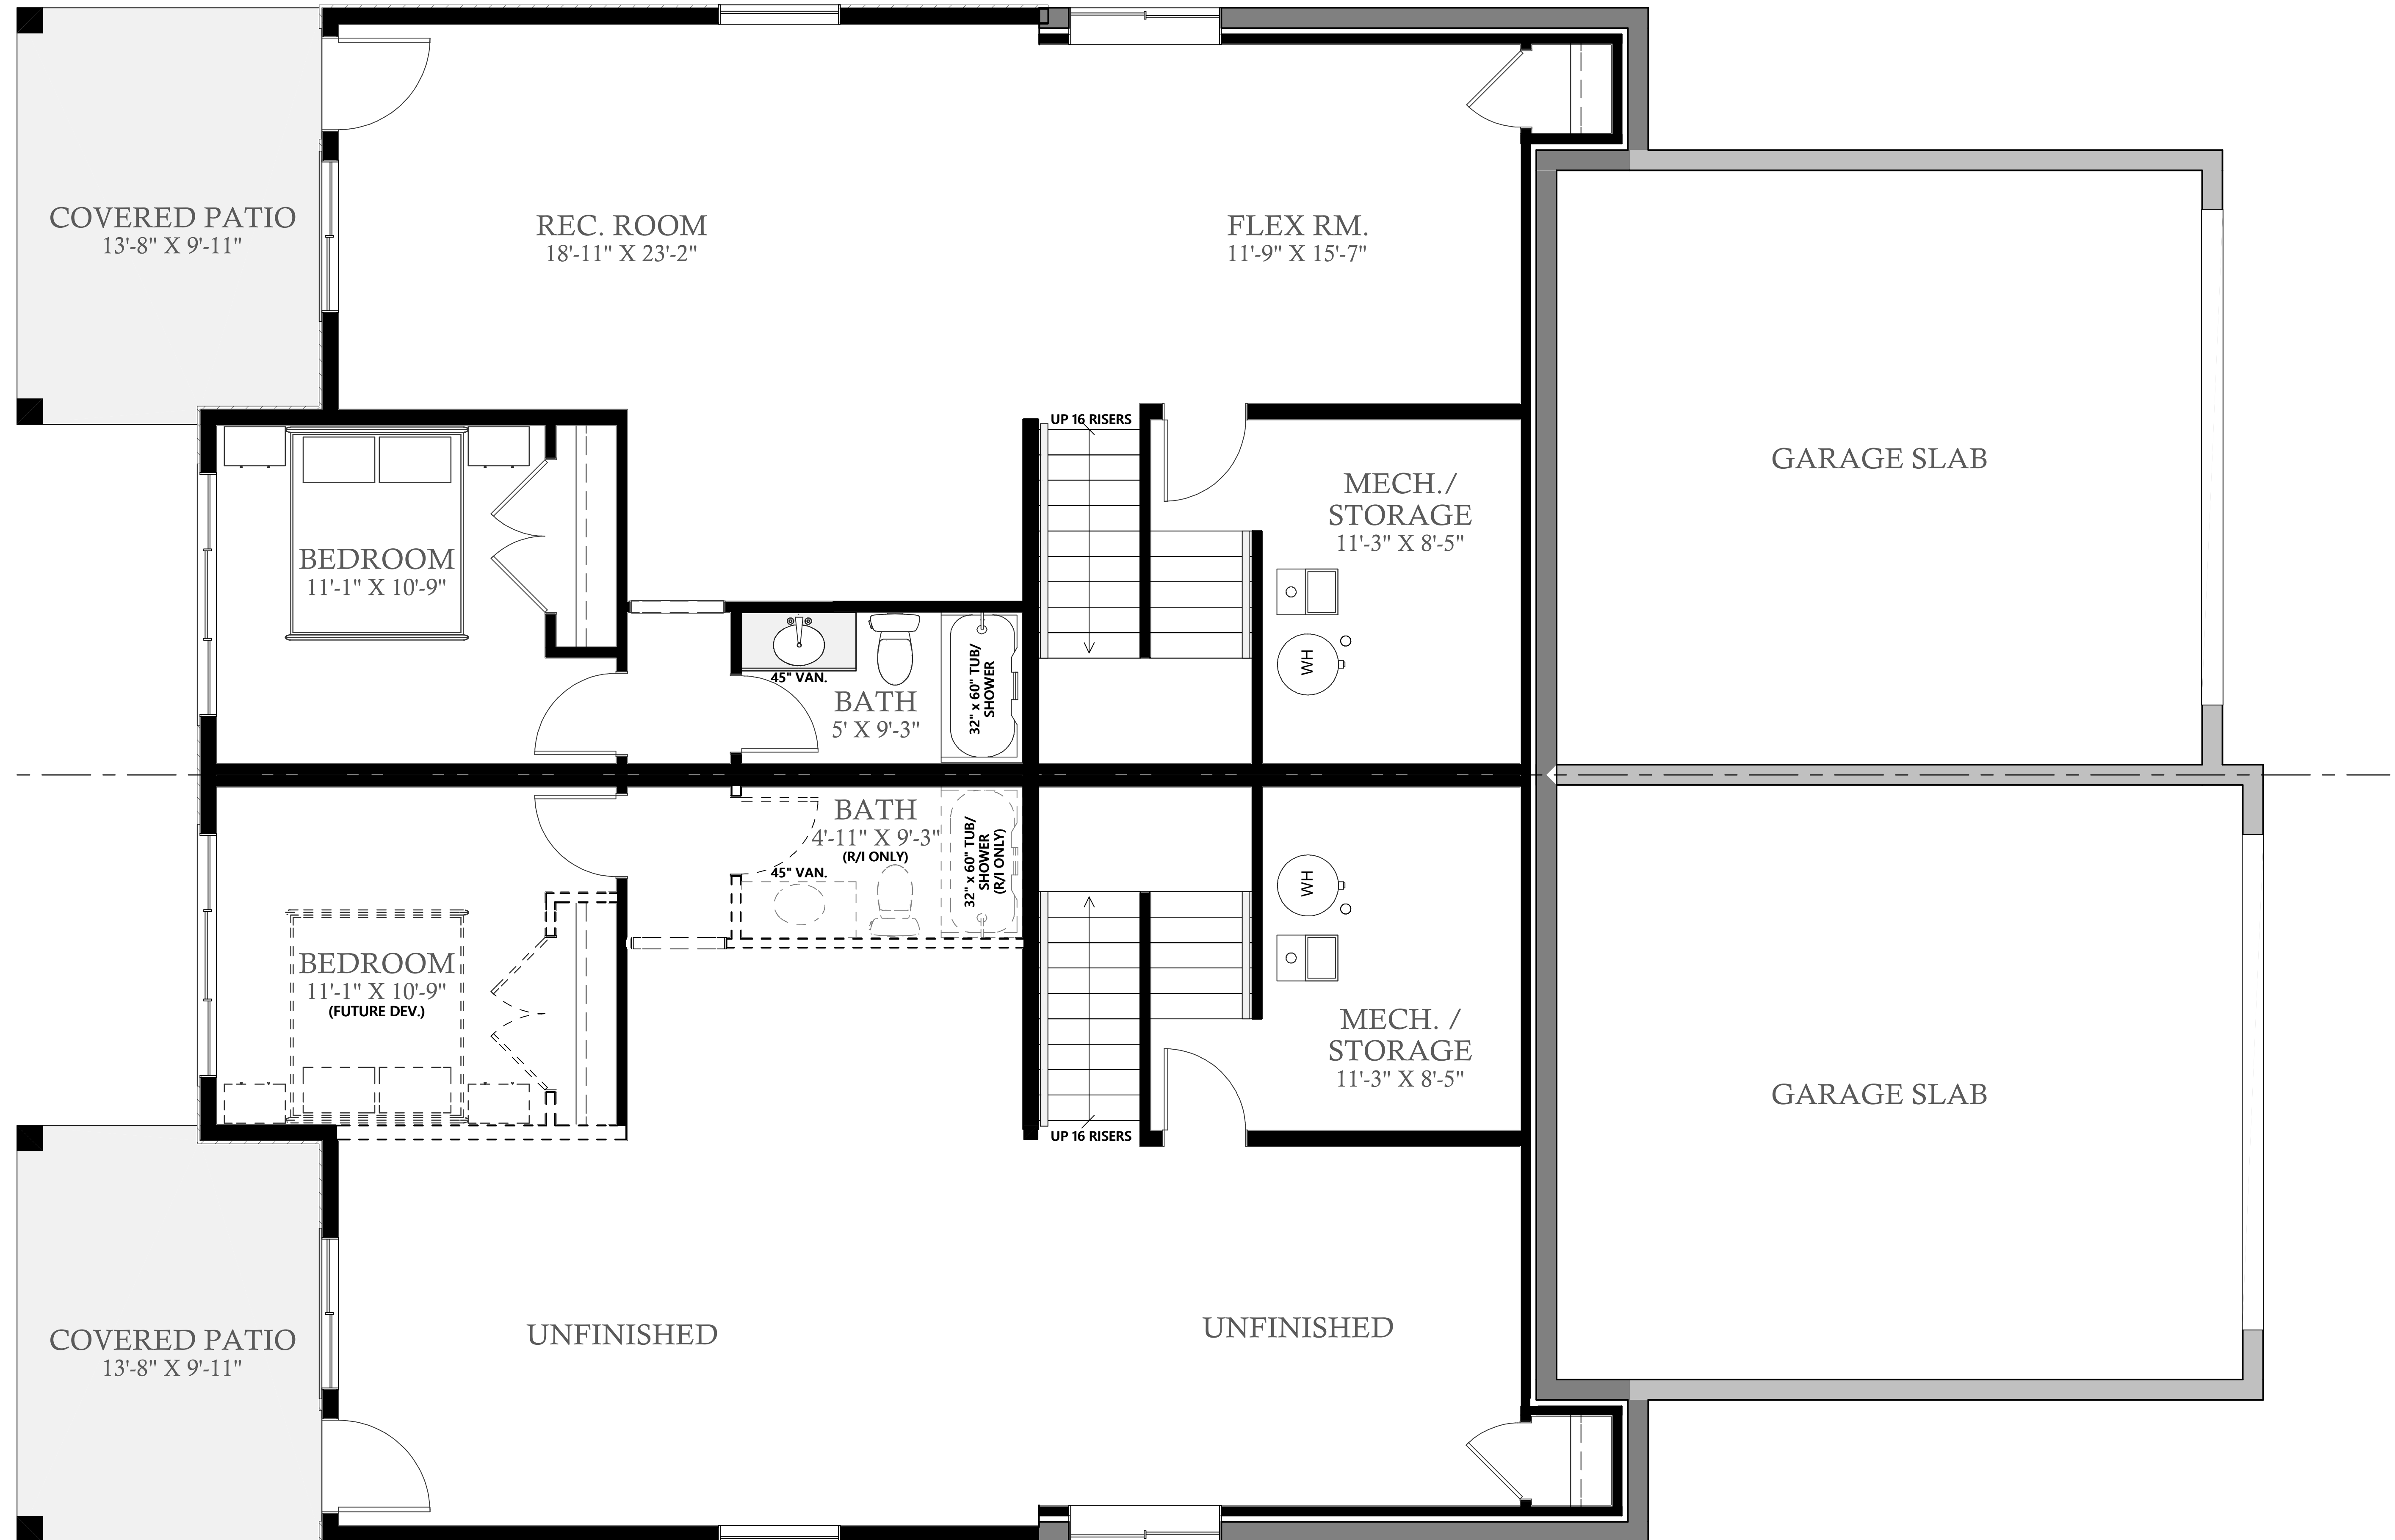 COVERED PATIO
13'-8" X 9'-11"
REC. ROOM
18'-11" X 23'-2"
FLEX RM.
11'-9" X 15'-7"
GARAGE SLAB
UP 16 RISERS
MECH./
STORAGE
11'-3" X 8'-5"
BEDROOM
11'-1" X 10'-9"
WH
45" VAN.
BATH
5' X 9'-3"
32" x 60" TUB/
SHOWER
BATH
4'-11" X 9'-3"
(R/I ONLY)
45" VAN.
32" x 60" TUB/
SHOWER
(R/I ONLY)
WH
BEDROOM
11'-1" X 10'-9"
(FUTURE DEV.)
MECH. /
STORAGE
11'-3" X 8'-5"
GARAGE SLAB
UP 16 RISERS
COVERED PATIO
13'-8" X 9'-11"
UNFINISHED
UNFINISHED